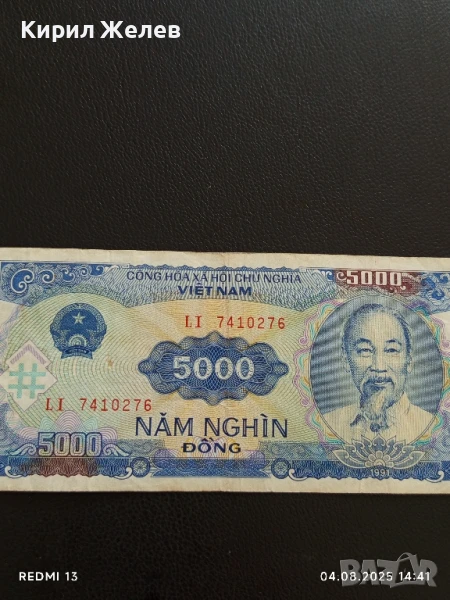 Кирил Желев
CỘNG HÒA XÃ HỘI CHỦ NGHĨA
VIỆT NAM
5000
LI 7410276
5000
LI 7410276
NĂM NGHÌN
ĐỒNG
5000
1991
REDMI 13
04.08.2025 14:41
BAZAR